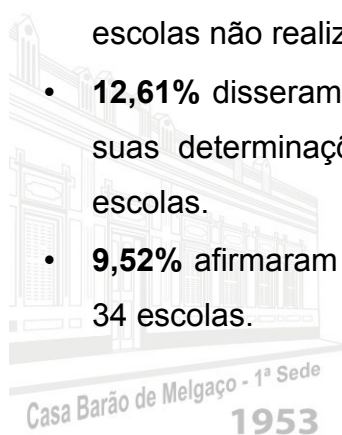 escolas não realiz
• 12,61% disseram
suas determinaçõ
escolas.
• 9,52% afirmaram
34 escolas.
Casa Barão de Melgaço - 1ª Sede
1953